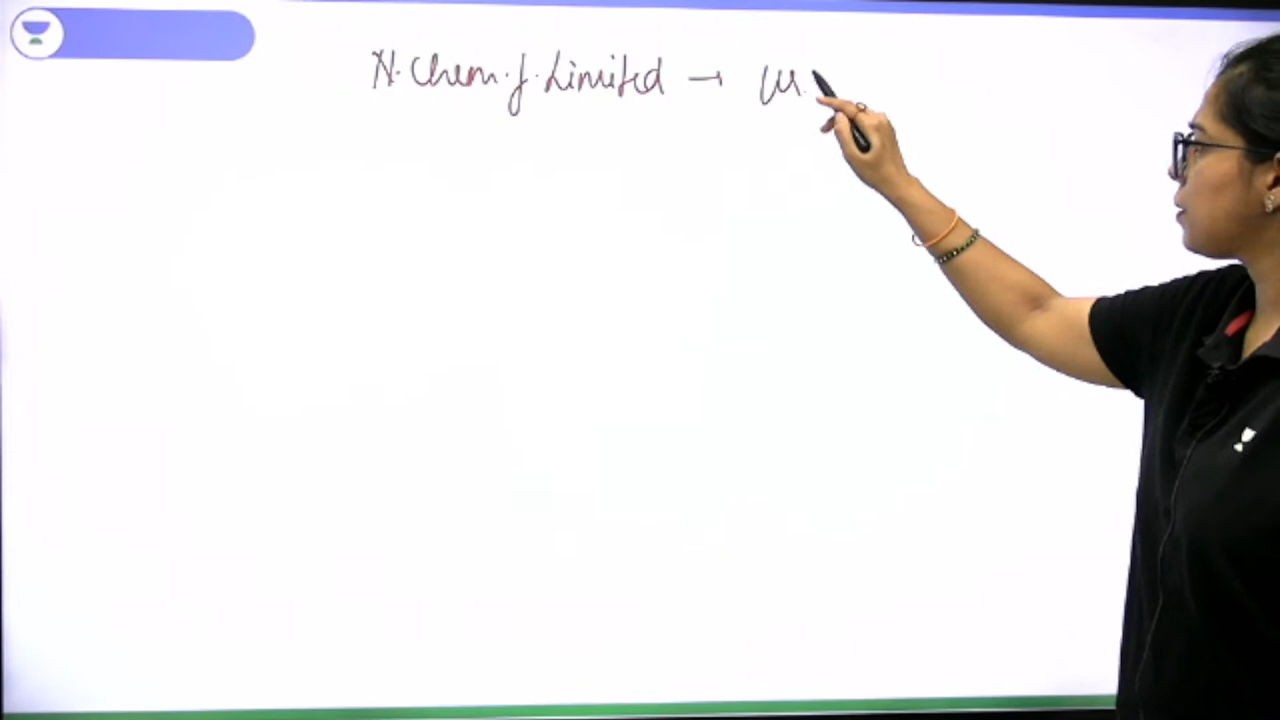 N. Chem. J. Limited → M.